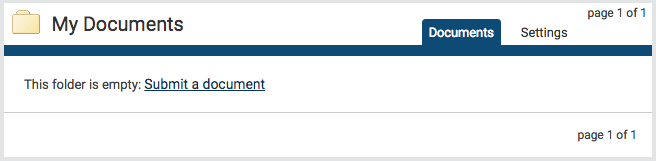 page 1 of 1
My Documents
Documents Settings
This folder is empty: Submit a document
page 1 of 1